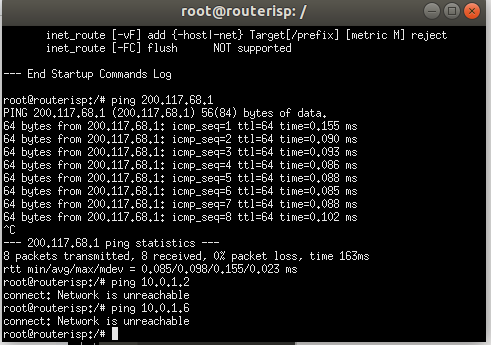 root@routerisp: /
inet_route [-vF] add {-host|-net} Target[/prefix] [metric M] reject
inet_route [-FC] flush      NOT supported
--- End Startup Commands Log
root@routerisp:/# ping 200.117.68.1
PING 200.117.68.1 (200.117.68.1) 56(84) bytes of data.
64 bytes from 200.117.68.1: icmp_seq=1 ttl=64 time=0.155 ms
64 bytes from 200.117.68.1: icmp_seq=2 ttl=64 time=0.090 ms
64 bytes from 200.117.68.1: icmp_seq=3 ttl=64 time=0.093 ms
64 bytes from 200.117.68.1: icmp_seq=4 ttl=64 time=0.086 ms
64 bytes from 200.117.68.1: icmp_seq=5 ttl=64 time=0.088 ms
64 bytes from 200.117.68.1: icmp_seq=6 ttl=64 time=0.085 ms
64 bytes from 200.117.68.1: icmp_seq=7 ttl=64 time=0.088 ms
64 bytes from 200.117.68.1: icmp_seq=8 ttl=64 time=0.102 ms
^C
--- 200.117.68.1 ping statistics ---
8 packets transmitted, 8 received, 0% packet loss, time 163ms
rtt min/avg/max/mdev = 0.085/0.098/0.155/0.023 ms
root@routerisp:/# ping 10.0.1.2
connect: Network is unreachable
root@routerisp:/# ping 10.0.1.6
connect: Network is unreachable
root@routerisp:/#